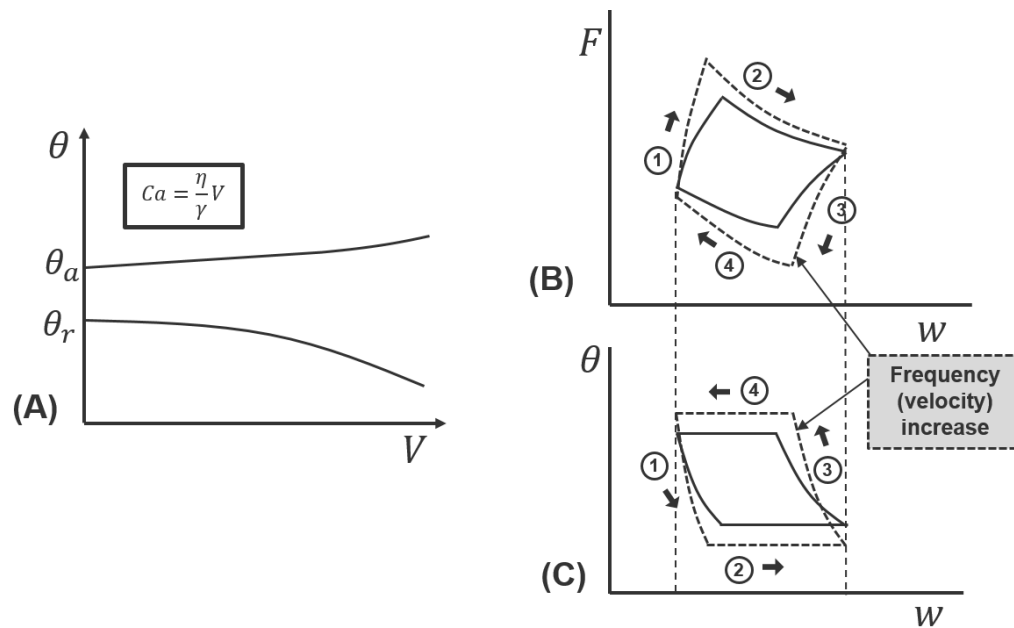 θ
Ca = η/γ V
θa
θr
(A)
V
F
②
①
③
④
(B)
w
θ
④
①
③
②
(C)
w
Frequency
(velocity)
increase